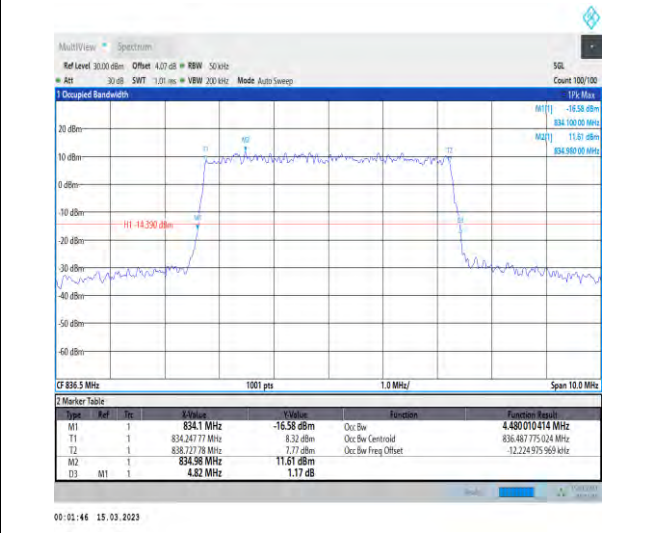 MultiView Spectrum
Ref Level 30.00 dBm Offset 4.07 dB RBW 50 kHz SGL
Att 30 dB SWT 1.01 ms VBW 200 kHz Mode Auto Sweep Count 100/100
1 Occupied Bandwidth 1Pk Max
M1[1] -16.58 dBm
834.100 00 MHz
M2[1] 11.61 dBm
834.980 00 MHz
20 dBm
M2
T1 T2
10 dBm
0 dBm
-10 dBm
M1
H1 -14.390 dBm
-20 dBm
-30 dBm
-40 dBm
-50 dBm
-60 dBm
CF 836.5 MHz 1001 pts 1.0 MHz/ Span 10.0 MHz
2 Marker Table
Type Ref Trc X-Value Y-Value Function Function Result
M1 1 834.1 MHz -16.58 dBm Occ Bw 4.480 010 414 MHz
T1 1 834.247 77 MHz 8.32 dBm Occ Bw Centroid 836.487 775 024 MHz
T2 1 838.727 78 MHz 7.77 dBm Occ Bw Freq Offset -12.224 975 969 kHz
M2 1 834.98 MHz 11.61 dBm
D3 M1 1 4.82 MHz 1.17 dB
00:01:46 15.03.2023